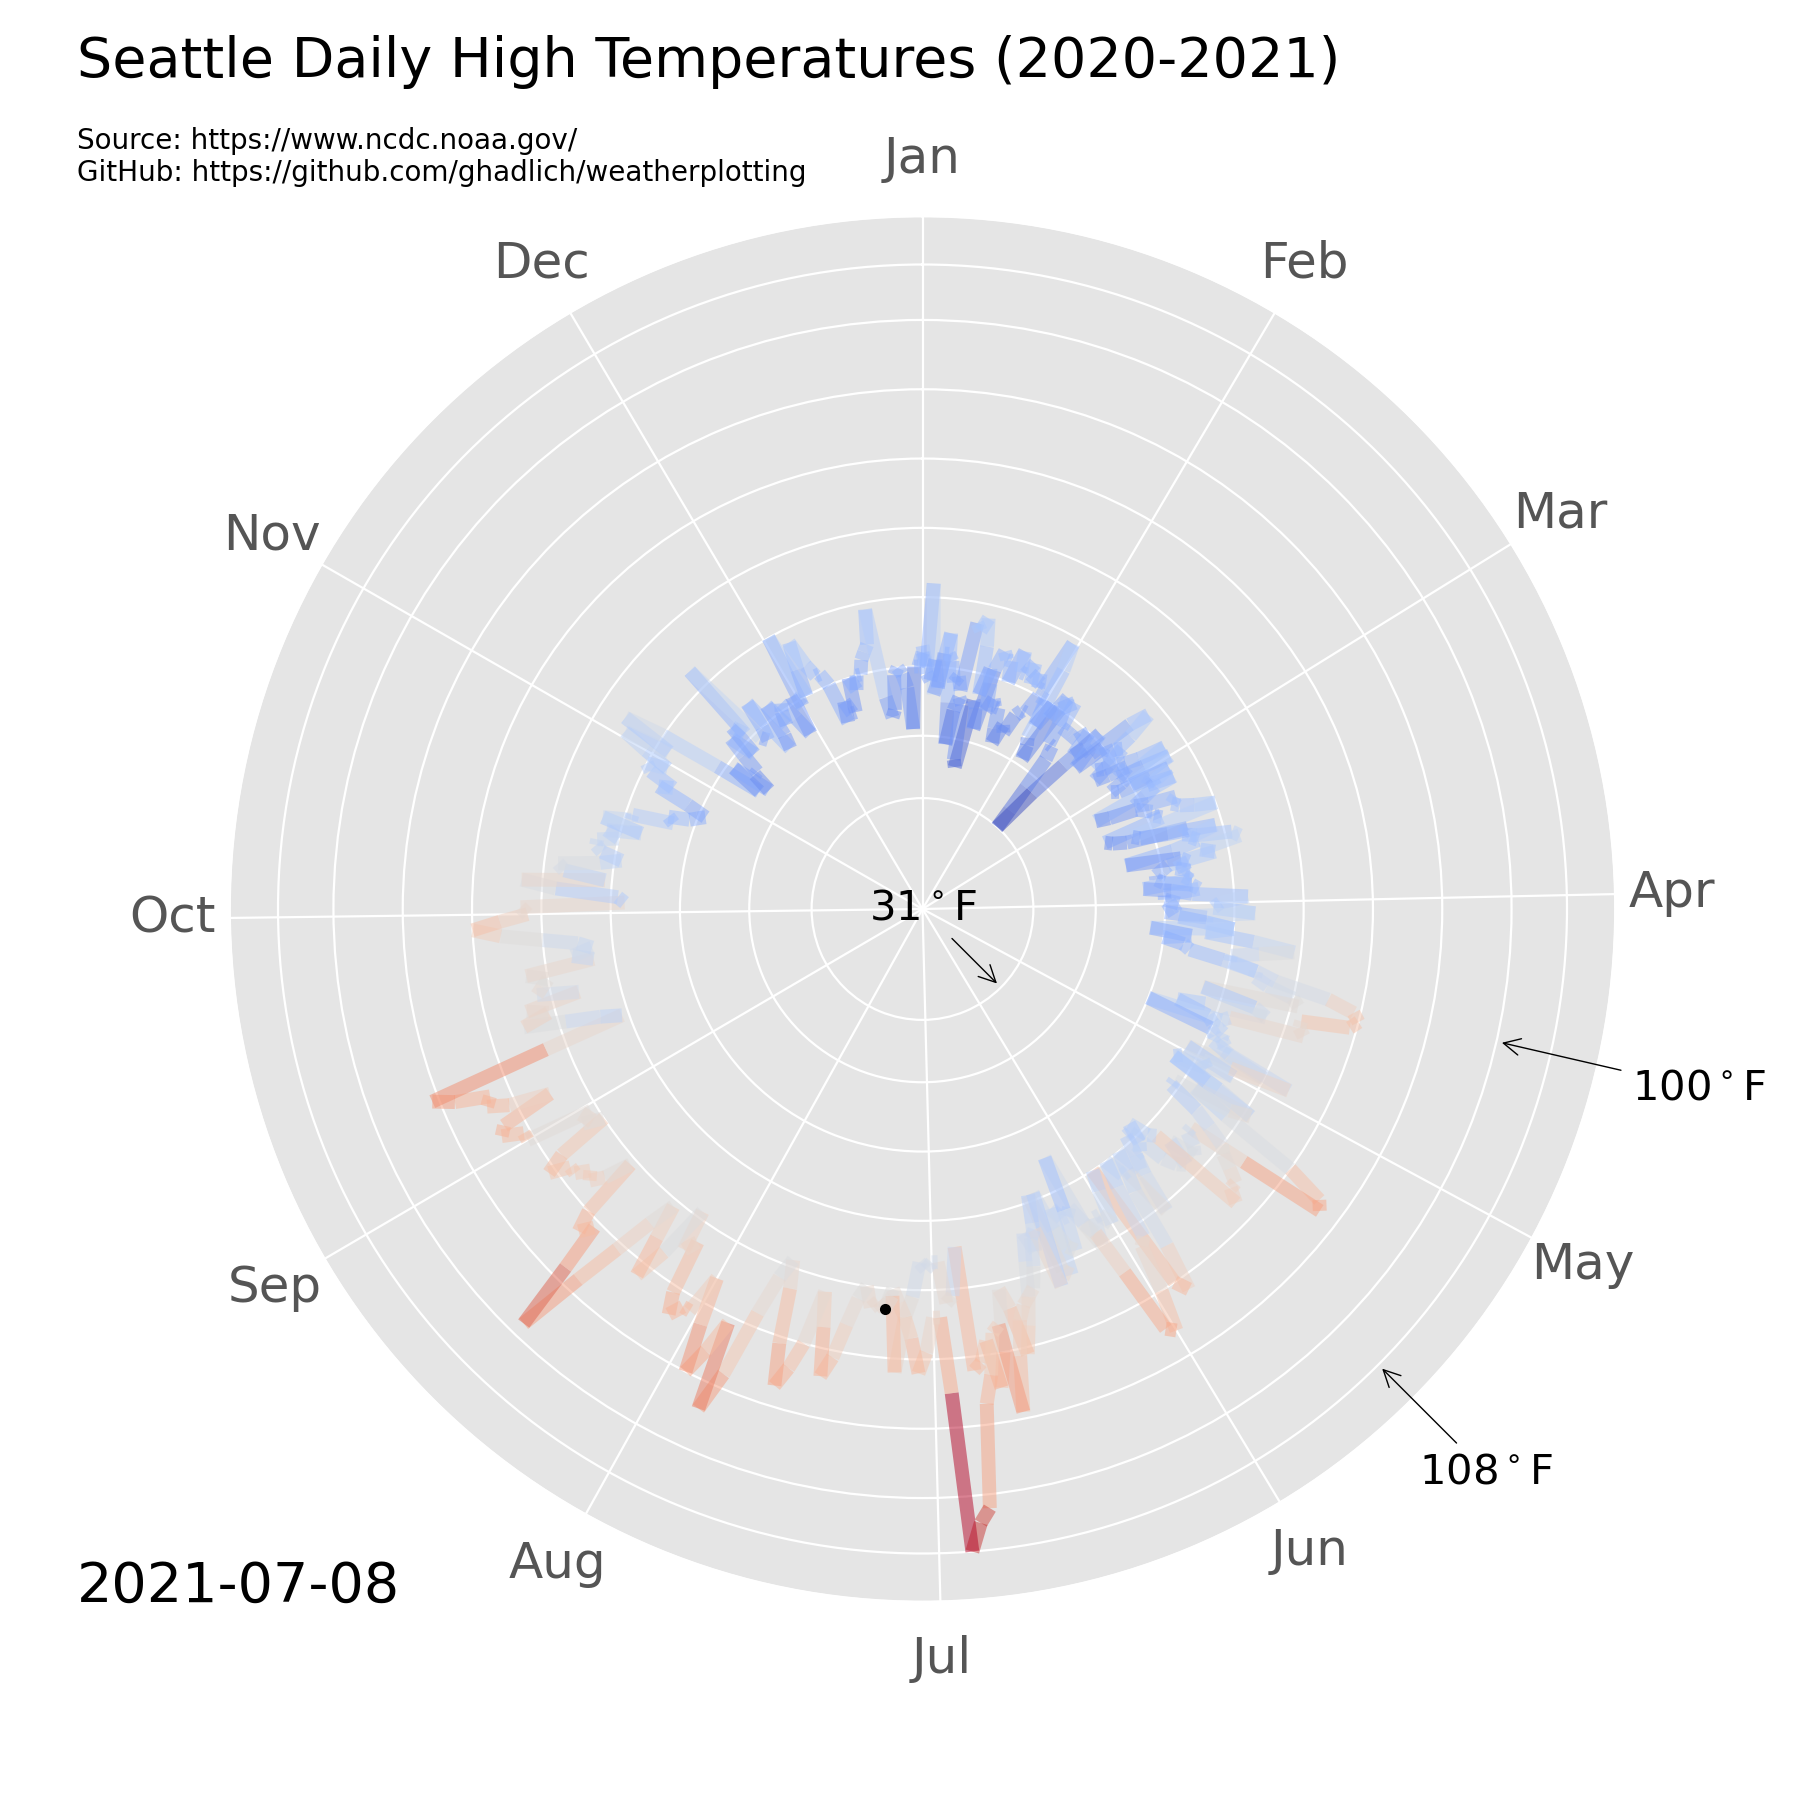 Seattle Daily High Temperatures (2020-2021)
Source: https://www.ncdc.noaa.gov/
GitHub: https://github.com/ghadlich/weatherplotting
Jan
Dec
Feb
Nov
Mar
Oct
Apr
31°F
100°F
Sep
May
108°F
Aug
Jun
2021-07-08
Jul